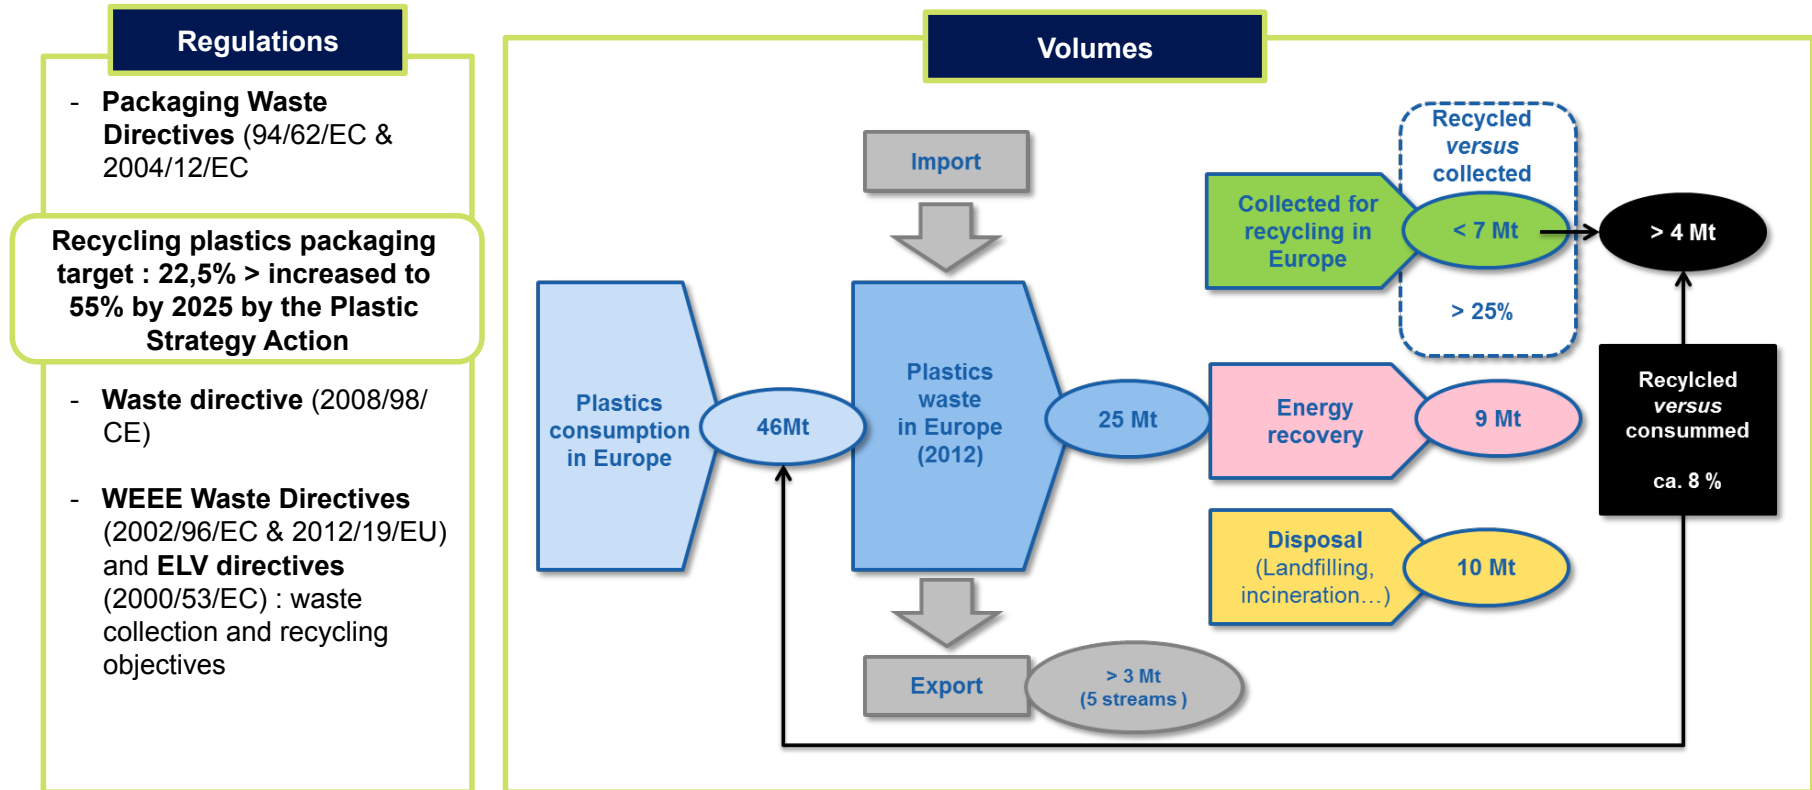 Regulations
- Packaging Waste
Directives (94/62/EC &
2004/12/EC
Recycling plastics packaging
target : 22,5% > increased to
55% by 2025 by the Plastic
Strategy Action
- Waste directive (2008/98/
CE)
- WEEE Waste Directives
(2002/96/EC & 2012/19/EU)
and ELV directives
(2000/53/EC) : waste
collection and recycling
objectives
Volumes
Import
Plastics
consumption
in Europe
46Mt
Plastics
waste
in Europe
(2012)
25 Mt
Export
> 3 Mt
(5 streams )
Collected for
recycling in
Europe
Recycled
versus
collected
< 7 Mt
> 25%
> 4 Mt
Energy
recovery
9 Mt
Disposal
(Landfilling,
incineration…)
10 Mt
Recylcled
versus
consummed
ca. 8 %